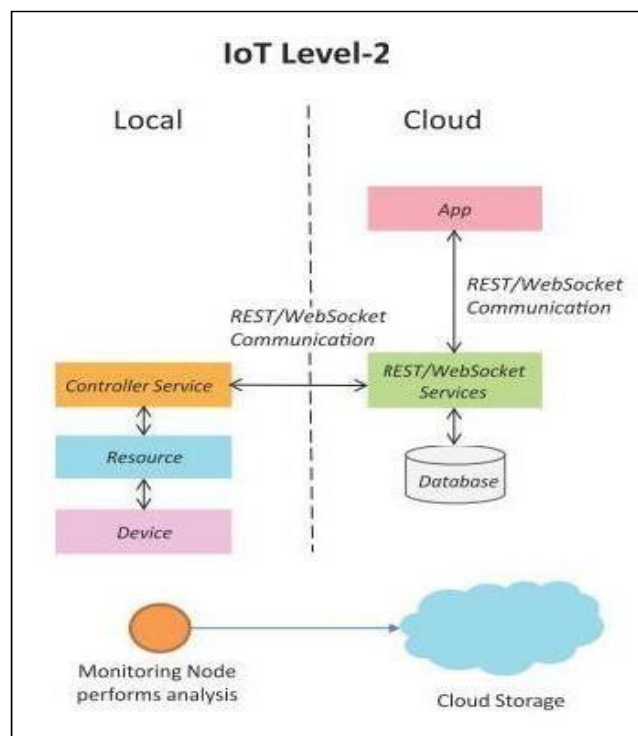 IoT Level-2
Local
Cloud
App
REST/WebSocket
Communication
REST/WebSocket
Communication
Controller Service
REST/WebSocket
Services
Resource
Database
Device
Monitoring Node
performs analysis
Cloud Storage